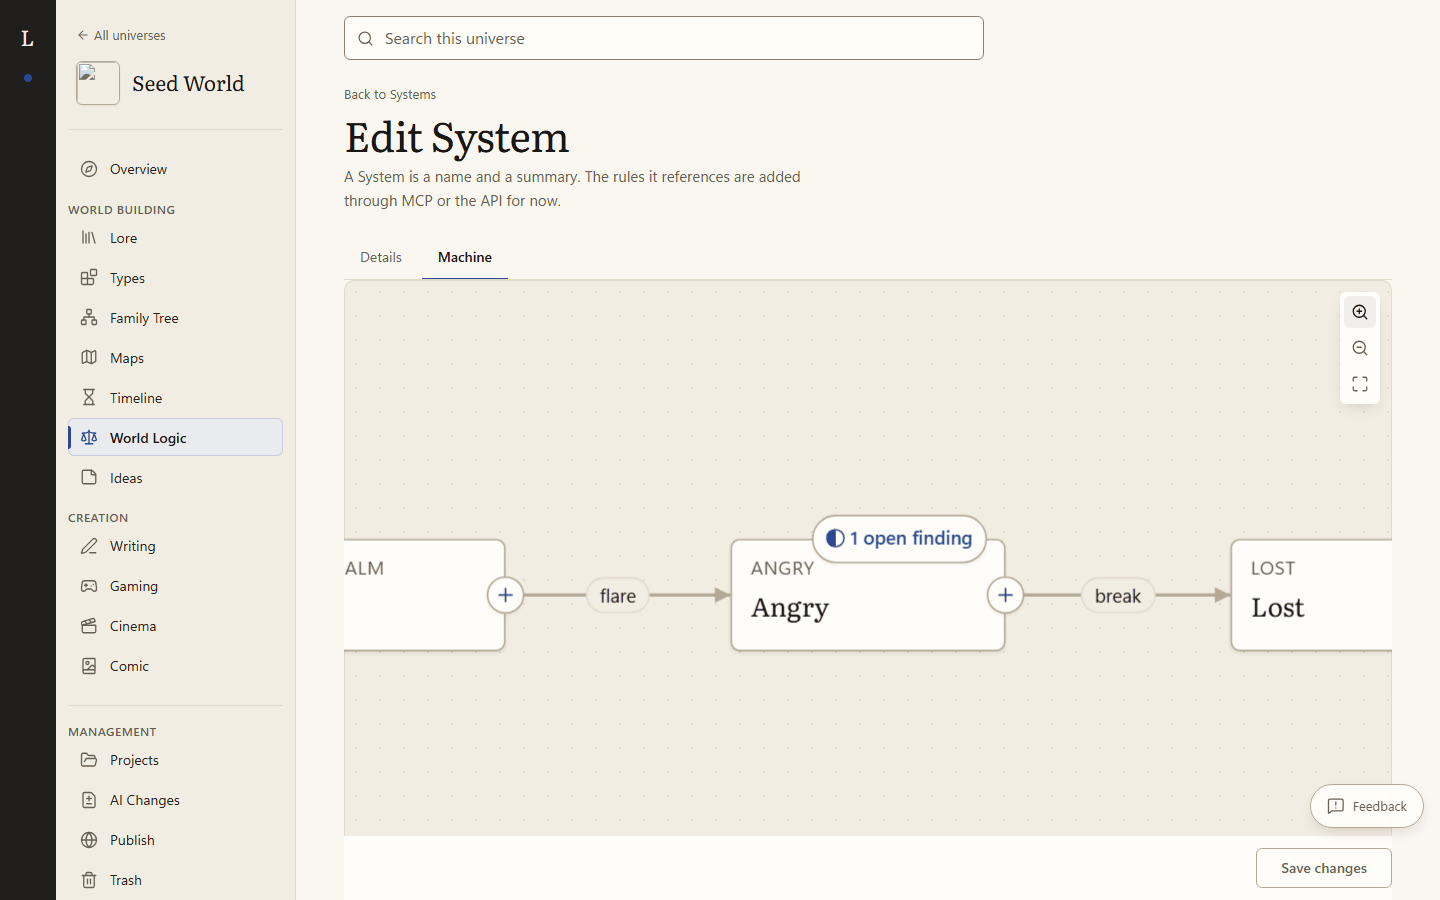 L
All universes
Seed World
Overview
WORLD BUILDING
Lore
Types
Family Tree
Maps
Timeline
World Logic
Ideas
CREATION
Writing
Gaming
Cinema
Comic
MANAGEMENT
Projects
AI Changes
Publish
Trash
Search this universe
Back to Systems
Edit System
A System is a name and a summary. The rules it references are added
through MCP or the API for now.
Details
Machine
ALM
flare
1 open finding
ANGRY
Angry
break
LOST
Lost
Feedback
Save changes